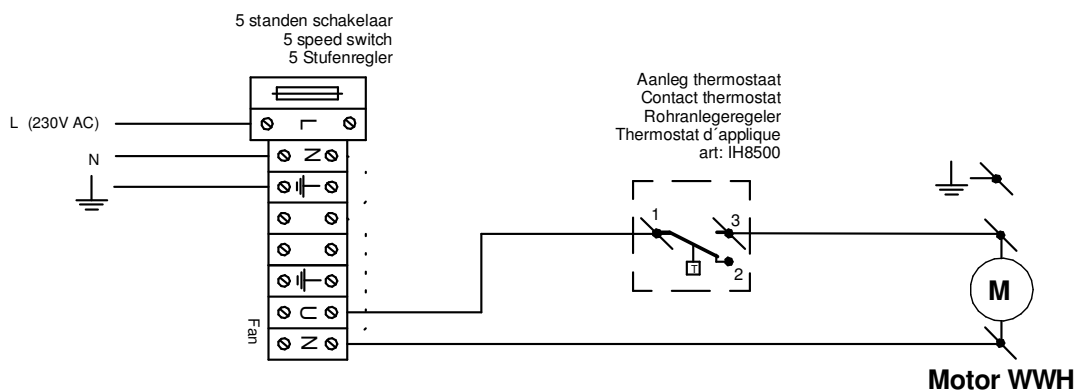 5 standen schakelaar
5 speed switch
5 Stufenregler
L (230V AC)
N
L
N
U
N
Fan
Aanleg thermostaat
Contact thermostat
Rohranlegeregeler
Thermostat d´applique
art: IH8500
1
3
2
T
M
Motor WWH